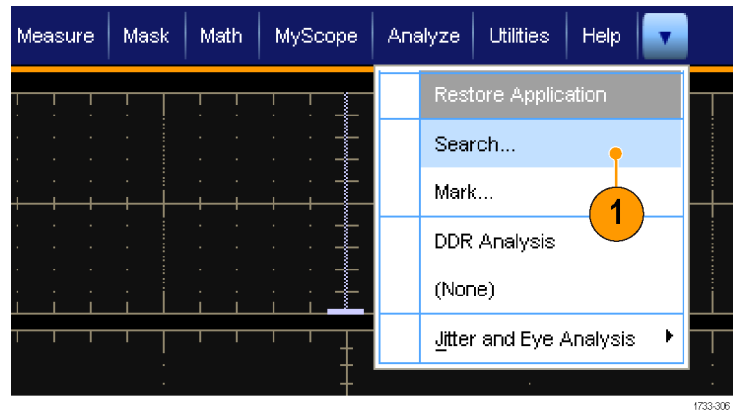 Measure Mask Math MyScope Analyze Utilities Help
Restore Application
Search...
Mark...
1
DDR Analysis
(None)
Jitter and Eye Analysis
1733-306